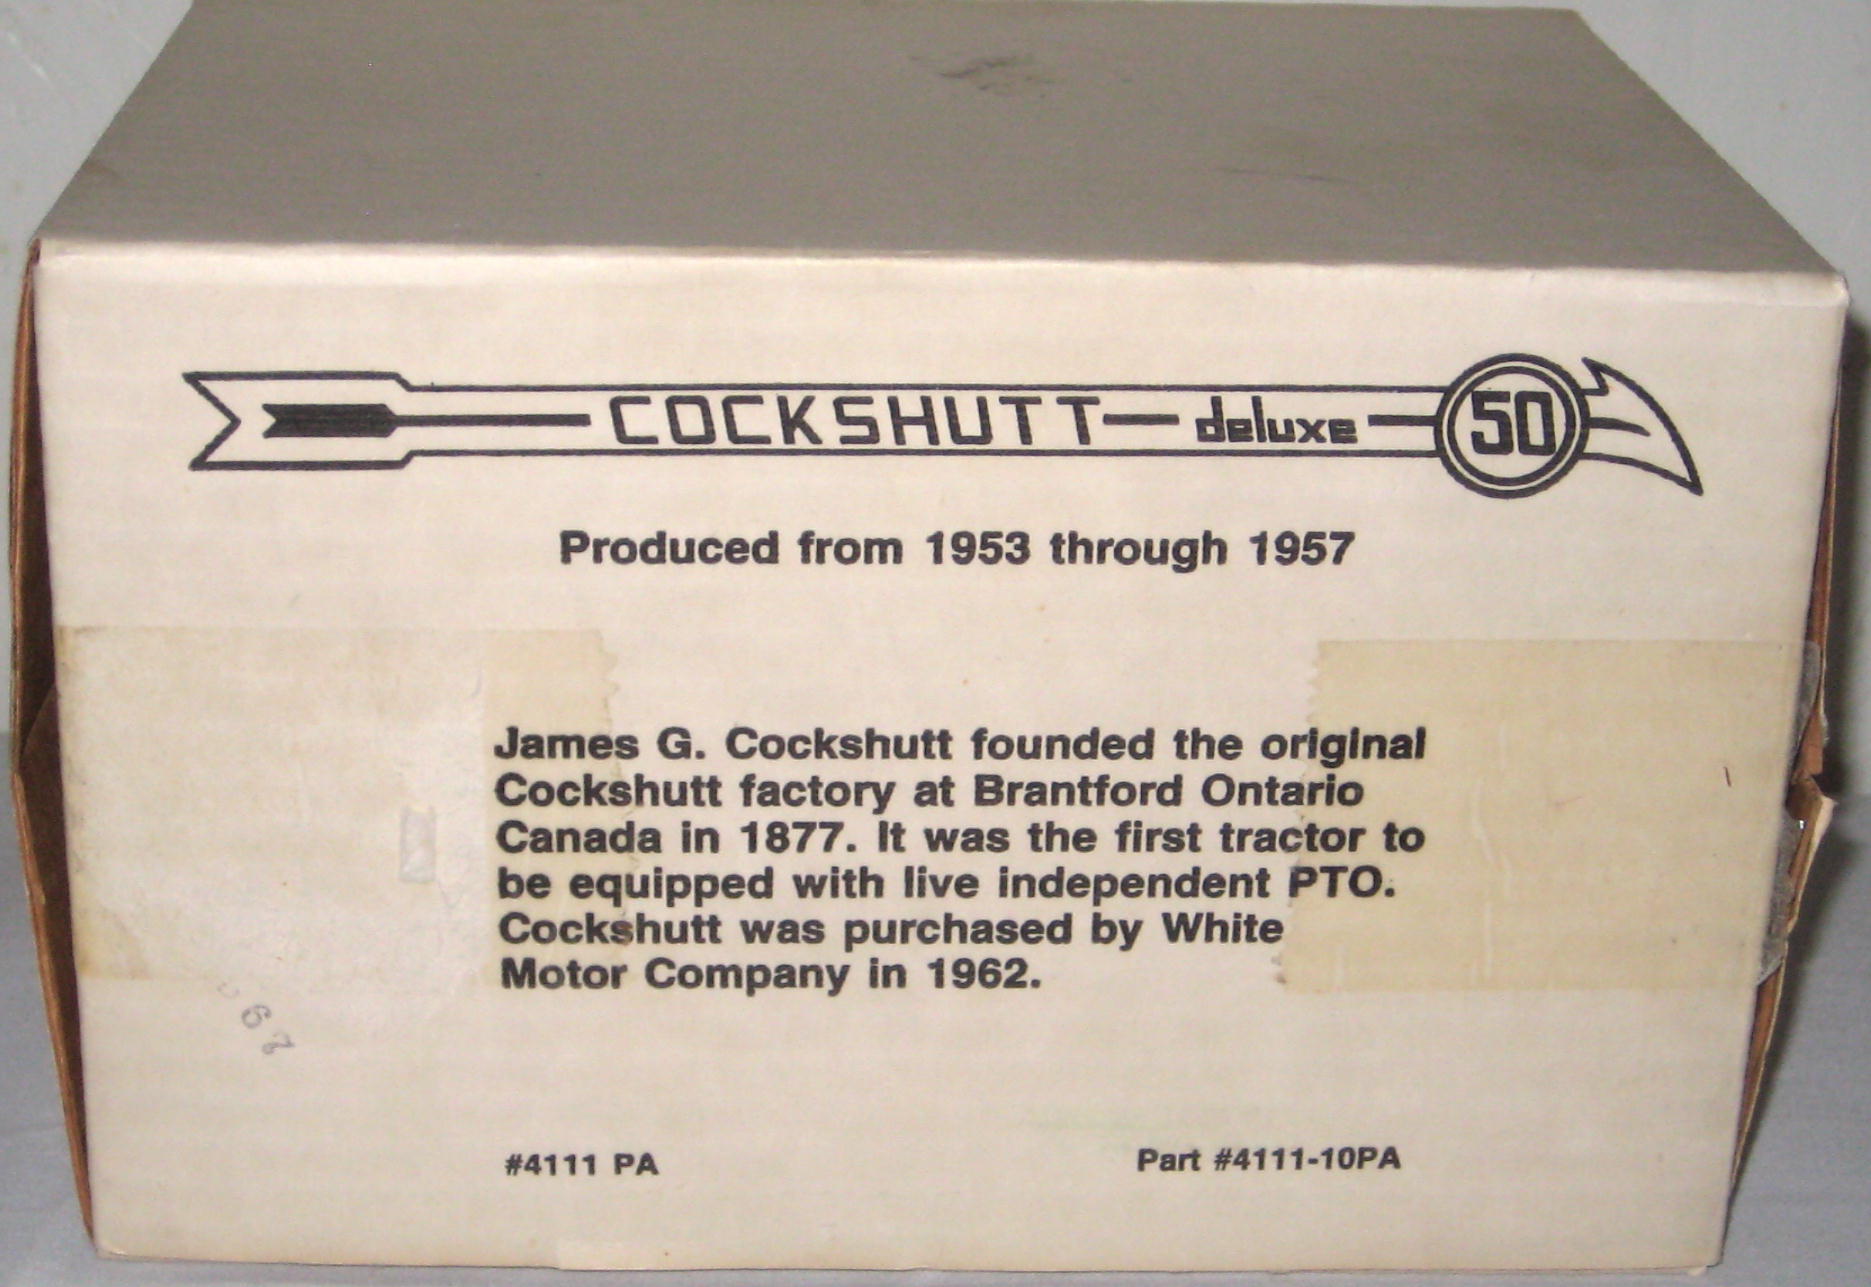 COCKSHUTT deluxe 50
Produced from 1953 through 1957
James G. Cockshutt founded the original
Cockshutt factory at Brantford Ontario
Canada in 1877. It was the first tractor to
be equipped with live independent PTO.
Cockshutt was purchased by White
Motor Company in 1962.
#4111 PA Part #4111-10PA